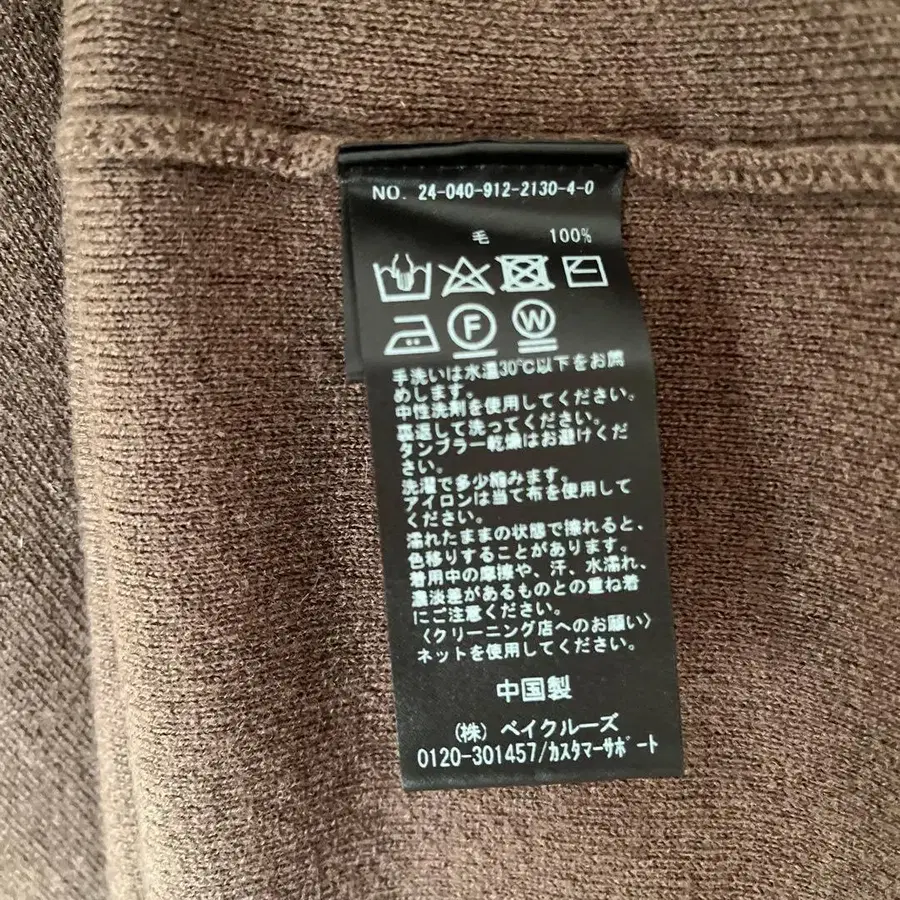 NO. 24-040-912-2130-4-0
毛 100%
F W
手洗いは水温30℃以下をお薦
めします。
中性洗剤を使用してください。
裏返して洗ってください。
タンブラー乾燥はお避けくだ
さい。
洗濯で多少縮みます。
アイロンは当て布を使用して
ください。
濡れたままの状態で擦れると、
色移りすることがあります。
着用中の摩擦や、汗、水濡れ、
濃淡差があるものとの重ね着
にご注意ください。
〈クリーニング店へのお願い〉
ネットを使用してください。
中国製
(株) ベイクルーズ
0120-301457/ｶｽﾀﾏｰｻﾎﾟｰﾄ